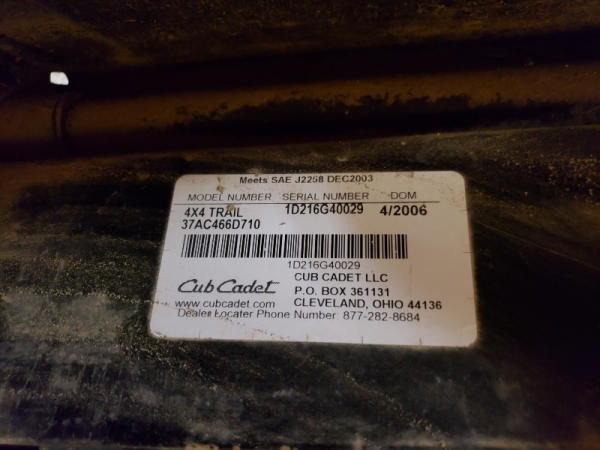 Meets SAE J2258 DEC2003
MODEL NUMBER SERIAL NUMBER DOM
4X4 TRAIL 1D216G40029 4/2006
37AC466D710
1D216G40029
Cub Cadet CUB CADET LLC
P.O. BOX 361131
www.cubcadet.com CLEVELAND, OHIO 44136
Dealer Locater Phone Number: 877-282-8684